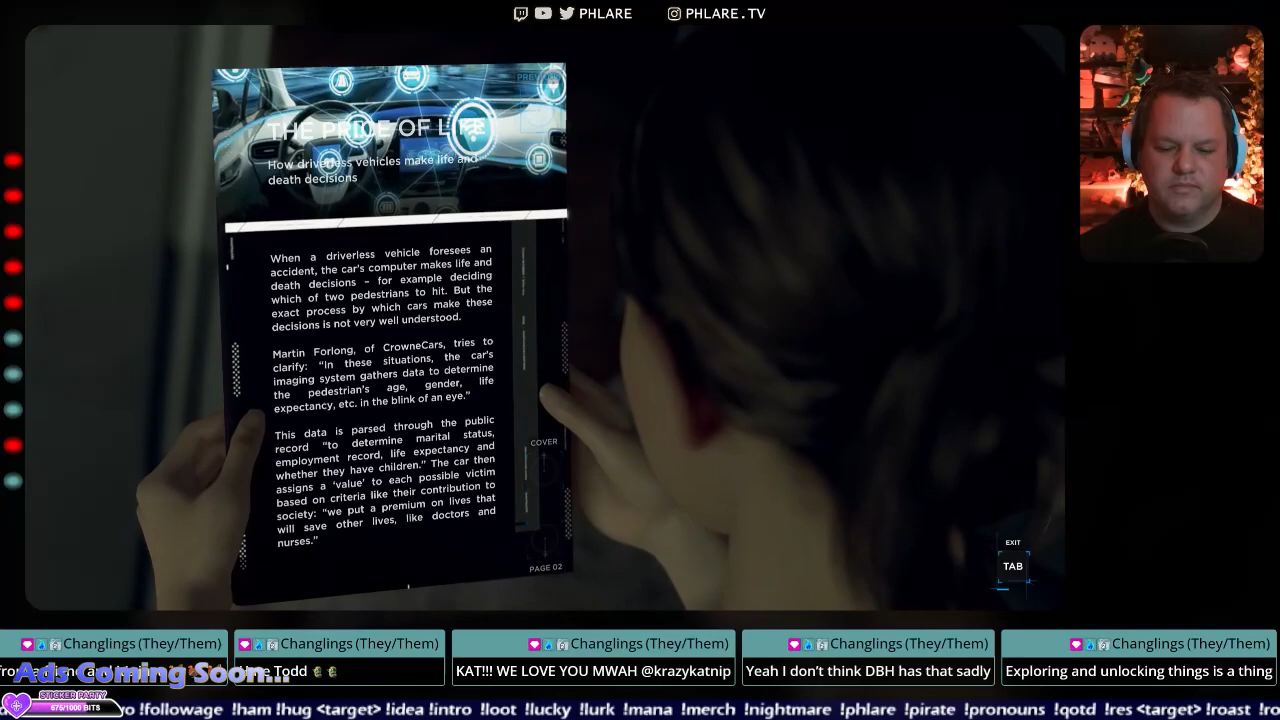 PHLARE
PHLARE.TV
PREV
THE PRICE OF LIFE
How driverless vehicles make life and
death decisions
When a driverless vehicle foresees an
accident, the car's computer makes life and
death decisions – for example deciding
which of two pedestrians to hit. But the
exact process by which cars make these
decisions is not very well understood.
Martin Forlong, of CrowneCars, tries to
clarify: "In these situations, the car's
imaging system gathers data to determine
the pedestrian's age, gender, life
expectancy, etc. in the blink of an eye."
This data is parsed through the public
record "to determine marital status,
employment record, life expectancy and
whether they have children." The car then
assigns a 'value' to each possible victim
based on criteria like their contribution to
society: "we put a premium on lives that
will save other lives, like doctors and
nurses."
COVER
PAGE 02
EXIT
TAB
Changlings (They/Them)
Changlings (They/Them)
Changlings (They/Them)
Changlings (They/Them)
Changlings (They/Them)
Todd
KAT!!! WE LOVE YOU MWAH @krazykatnip
Yeah I don't think DBH has that sadly
Exploring and unlocking things is a thing
Ads Coming Soon...
STICKER PARTY
675/1000 BITS
!followage !ham !hug <target> !idea !intro !loot !lucky !lurk !mana !merch !nightmare !phlare !pirate !pronouns !qotd !res <target> !roast